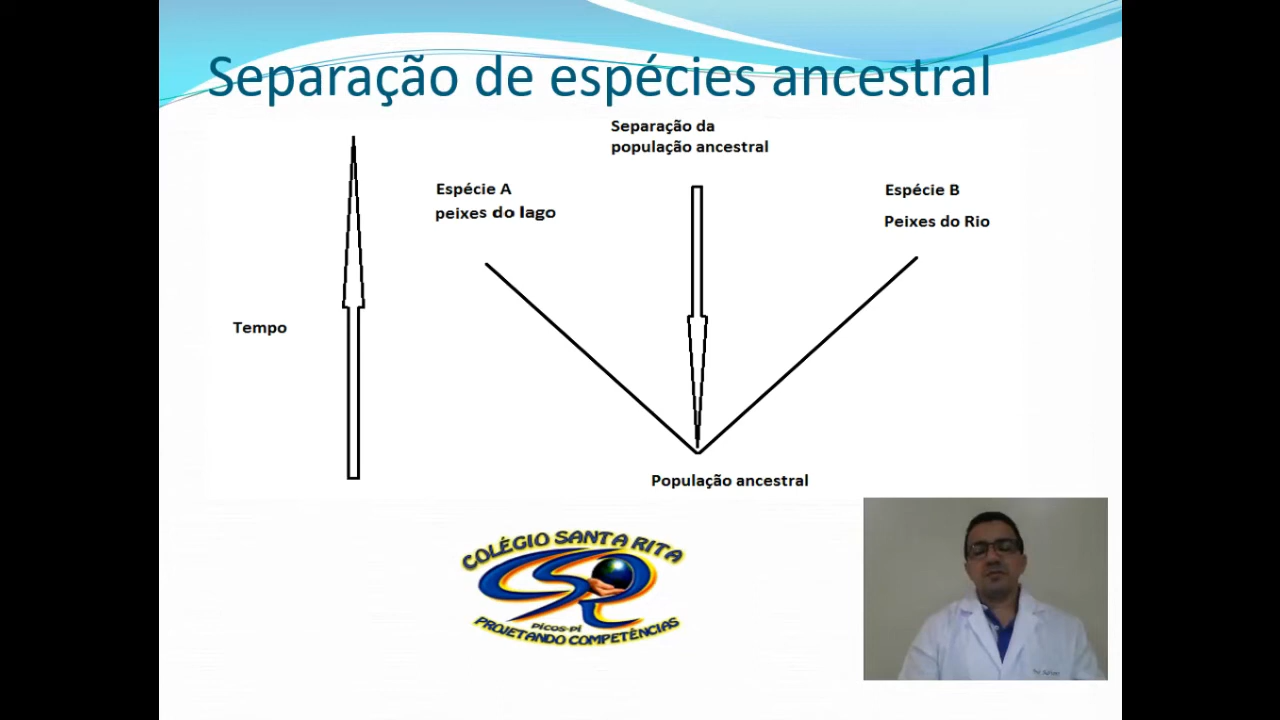 Separação de espécies ancestral
Separação da
população ancestral
Espécie A
peixes do lago
Espécie B
Peixes do Rio
Tempo
População ancestral
COLÉGIO SANTA RITA
CSR
Picos-PI
PROJETANDO COMPETÊNCIAS